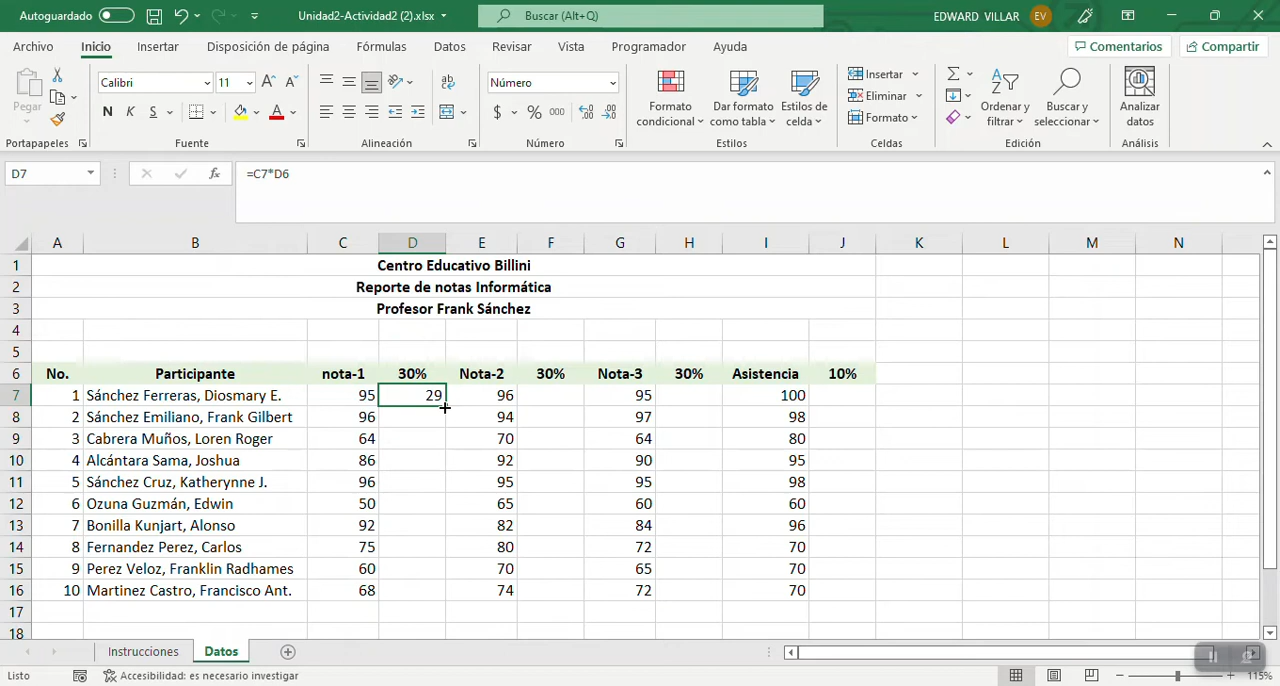 Autoguardado
Unidad2-Actividad2 (2).xlsx
Buscar (Alt+Q)
EDWARD VILLAR EV
Archivo Inicio Insertar Disposición de página Fórmulas Datos Revisar Vista Programador Ayuda Comentarios Compartir
Pegar
Calibri 11
N K S
Número
$ % 000
Formato condicional
Dar formato como tabla
Estilos de celda
Insertar
Eliminar
Formato
Ordenar y filtrar
Buscar y seleccionar
Analizar datos
Portapapeles Fuente Alineación Número Estilos Celdas Edición Análisis
D7 fx =C7*D6
A B C D E F G H I J K L M N
1 Centro Educativo Billini
2 Reporte de notas Informática
3 Profesor Frank Sánchez
4
5
6 No. Participante nota-1 30% Nota-2 30% Nota-3 30% Asistencia 10%
7 1 Sánchez Ferreras, Diosmary E. 95 29 96 95 100
8 2 Sánchez Emiliano, Frank Gilbert 96 94 97 98
9 3 Cabrera Muños, Loren Roger 64 70 64 80
10 4 Alcántara Sama, Joshua 86 92 90 95
11 5 Sánchez Cruz, Katherynne J. 96 95 95 98
12 6 Ozuna Guzmán, Edwin 50 65 60 60
13 7 Bonilla Kunjart, Alonso 92 82 84 96
14 8 Fernandez Perez, Carlos 75 80 72 70
15 9 Perez Veloz, Franklin Radhames 60 70 65 70
16 10 Martinez Castro, Francisco Ant. 68 74 72 70
17
18
Instrucciones Datos
Listo Accesibilidad: es necesario investigar 115%